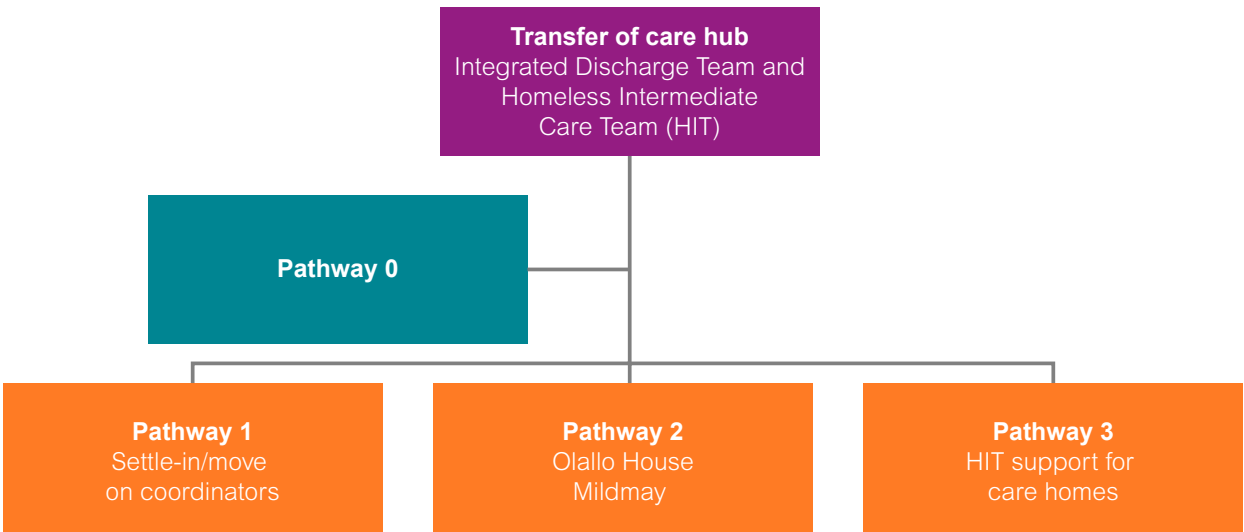 Transfer of care hub
Integrated Discharge Team and
Homeless Intermediate
Care Team (HIT)
Pathway 0
Pathway 1
Settle-in/move
on coordinators
Pathway 2
Olallo House
Mildmay
Pathway 3
HIT support for
care homes